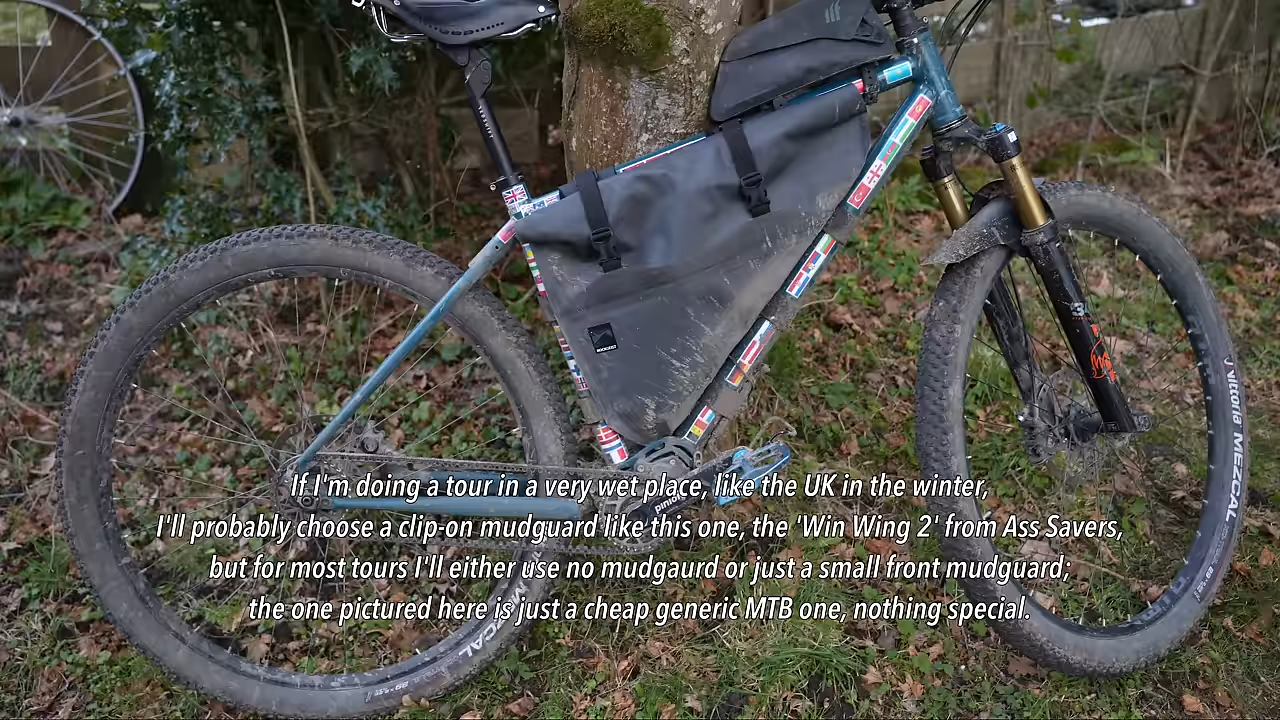 If I'm doing a tour in a very wet place, like the UK in the winter,
I'll probably choose a clip-on mudguard like this one, the 'Win Wing 2' from Ass Savers,
but for most tours I'll either use no mudgaurd or just a small front mudguard;
the one pictured here is just a cheap generic MTB one, nothing special.
vittoria MEZCAL
MEZCAL